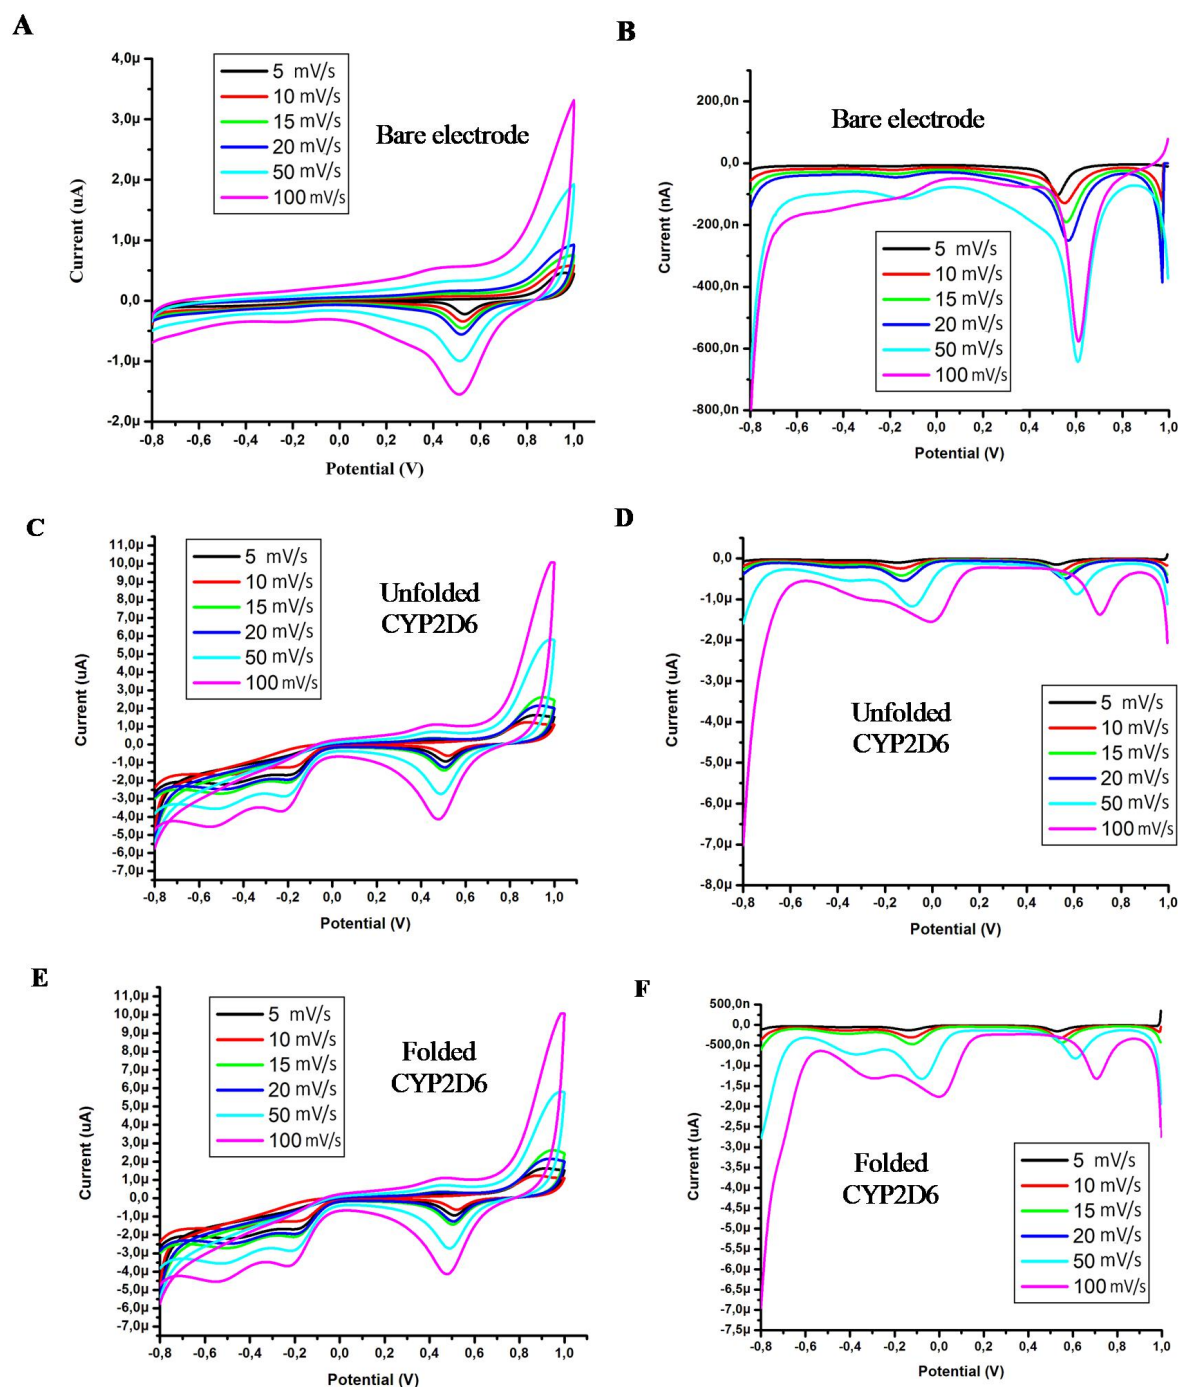 A
4,0µ
3,0µ
2,0µ
1,0µ
0,0
-1,0µ
-2,0µ
Current (uA)
5 mV/s
10 mV/s
15 mV/s
20 mV/s
50 mV/s
100 mV/s
Bare electrode
-0,8 -0,6 -0,4 -0,2 0,0 0,2 0,4 0,6 0,8 1,0
Potential (V)
B
200,0n
0,0
-200,0n
-400,0n
-600,0n
-800,0n
Current (nA)
Bare electrode
5 mV/s
10 mV/s
15 mV/s
20 mV/s
50 mV/s
100 mV/s
-0,8 -0,6 -0,4 -0,2 0,0 0,2 0,4 0,6 0,8 1,0
Potential (V)
C
11,0µ
10,0µ
9,0µ
8,0µ
7,0µ
6,0µ
5,0µ
4,0µ
3,0µ
2,0µ
1,0µ
0,0
-1,0µ
-2,0µ
-3,0µ
-4,0µ
-5,0µ
-6,0µ
-7,0µ
Current (uA)
5 mV/s
10 mV/s
15 mV/s
20 mV/s
50 mV/s
100 mV/s
Unfolded
CYP2D6
-0,8 -0,6 -0,4 -0,2 0,0 0,2 0,4 0,6 0,8 1,0
Potential (V)
D
0,0
-1,0µ
-2,0µ
-3,0µ
-4,0µ
-5,0µ
-6,0µ
-7,0µ
-8,0µ
Current (uA)
Unfolded
CYP2D6
5 mV/s
10 mV/s
15 mV/s
20 mV/s
50 mV/s
100 mV/s
-0,8 -0,6 -0,4 -0,2 0,0 0,2 0,4 0,6 0,8 1,0
Potential (V)
E
11,0µ
10,0µ
9,0µ
8,0µ
7,0µ
6,0µ
5,0µ
4,0µ
3,0µ
2,0µ
1,0µ
0,0
-1,0µ
-2,0µ
-3,0µ
-4,0µ
-5,0µ
-6,0µ
-7,0µ
Current (uA)
5 mV/s
10 mV/s
15 mV/s
20 mV/s
50 mV/s
100 mV/s
Folded
CYP2D6
-0,8 -0,6 -0,4 -0,2 0,0 0,2 0,4 0,6 0,8 1,0
Potential (V)
F
500,0n
0,0
-500,0n
-1,0µ
-1,5µ
-2,0µ
-2,5µ
-3,0µ
-3,5µ
-4,0µ
-4,5µ
-5,0µ
-5,5µ
-6,0µ
-6,5µ
-7,0µ
-7,5µ
Current (uA)
Folded
CYP2D6
5 mV/s
10 mV/s
15 mV/s
20 mV/s
50 mV/s
100 mV/s
-0,8 -0,6 -0,4 -0,2 0,0 0,2 0,4 0,6 0,8 1,0
Potential (V)